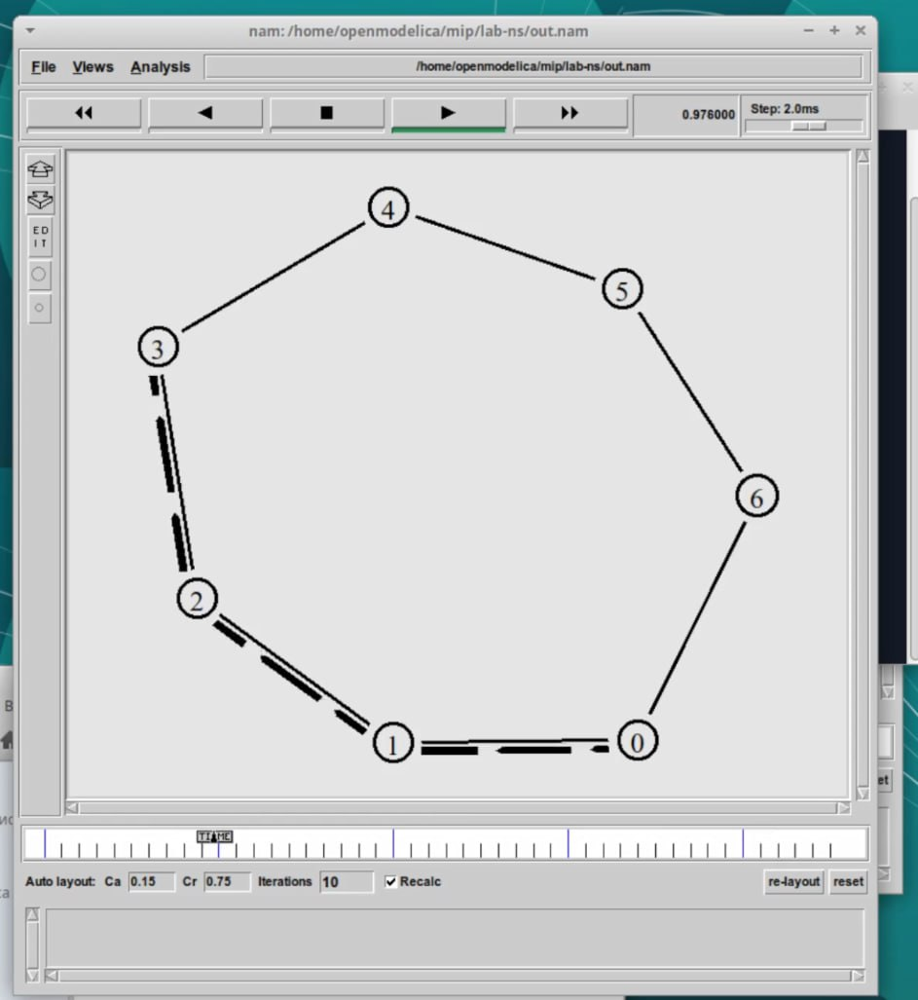 nam: /home/openmodelica/mip/lab-ns/out.nam
File Views Analysis /home/openmodelica/mip/lab-ns/out.nam
0.976000 Step: 2.0ms
ED
IT
4
5
3
6
2
1 0
TIME
Auto layout: Ca 0.15 Cr 0.75 Iterations 10 Recalc re-layout reset